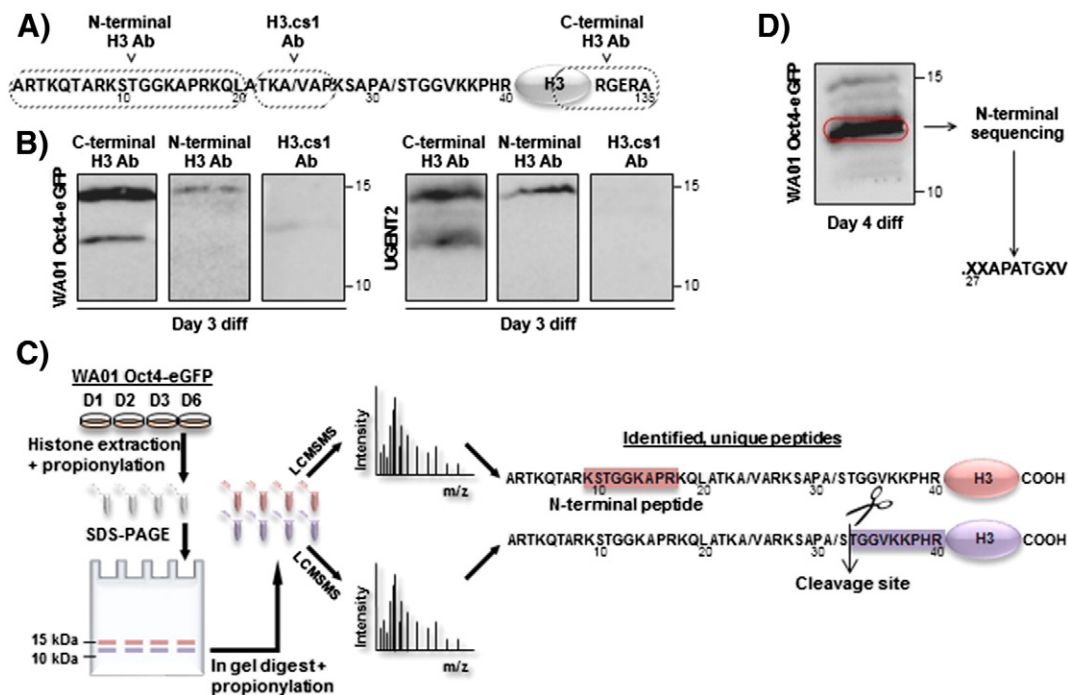 A)
N-terminal
H3 Ab
H3.cs1
Ab
C-terminal
H3 Ab
ARTKQTARKSTGGKAPRKQLATKA/VARKSAPA/STGGVKKPHR H3 RGERA
10 20 30 40 135
B)
C-terminal
H3 Ab
N-terminal
H3 Ab
H3.cs1
Ab
WA01 Oct4-eGFP
15
10
Day 3 diff
C-terminal
H3 Ab
N-terminal
H3 Ab
H3.cs1
Ab
UGENT2
15
10
Day 3 diff
D)
WA01 Oct4-eGFP
15
10
Day 4 diff
N-terminal
sequencing
.XXAPATGXV
27
C)
WA01 Oct4-eGFP
D1 D2 D3 D6
Histone extraction
+ propionylation
SDS-PAGE
15 kDa
10 kDa
In gel digest+
propionylation
LCMSMS
LCMSMS
Intensity
m/z
Intensity
m/z
Identified, unique peptides
ARTKQTARKSTGGKAPRKQLATKA/VARKSAPA/STGGVKKPHR H3 COOH
10 20 30 40
N-terminal peptide
ARTKQTARKSTGGKAPRKQLATKA/VARKSAPA/STGGVKKPHR H3 COOH
10 20 30 40
Cleavage site